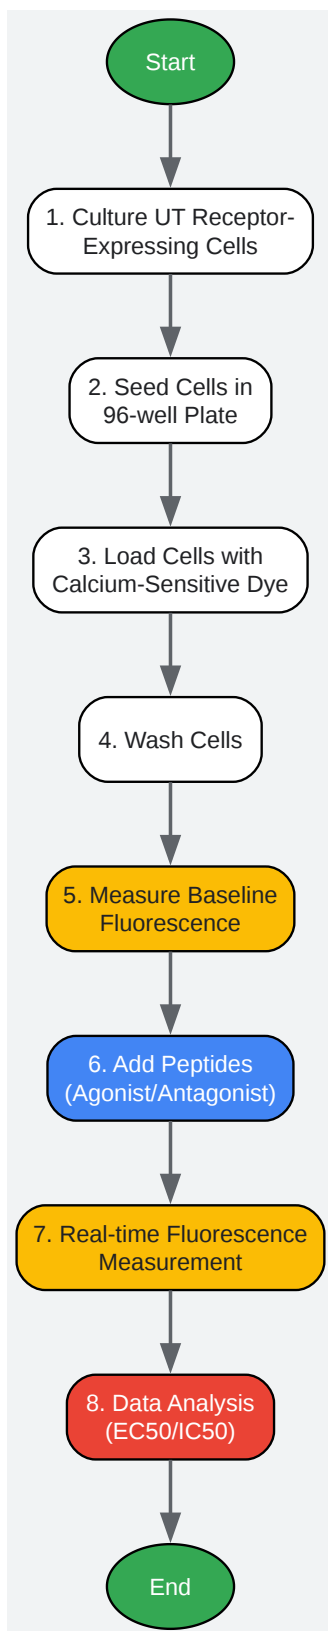 Start
1. Culture UT Receptor-
Expressing Cells
2. Seed Cells in
96-well Plate
3. Load Cells with
Calcium-Sensitive Dye
4. Wash Cells
5. Measure Baseline
Fluorescence
6. Add Peptides
(Agonist/Antagonist)
7. Real-time Fluorescence
Measurement
8. Data Analysis
(EC50/IC50)
End